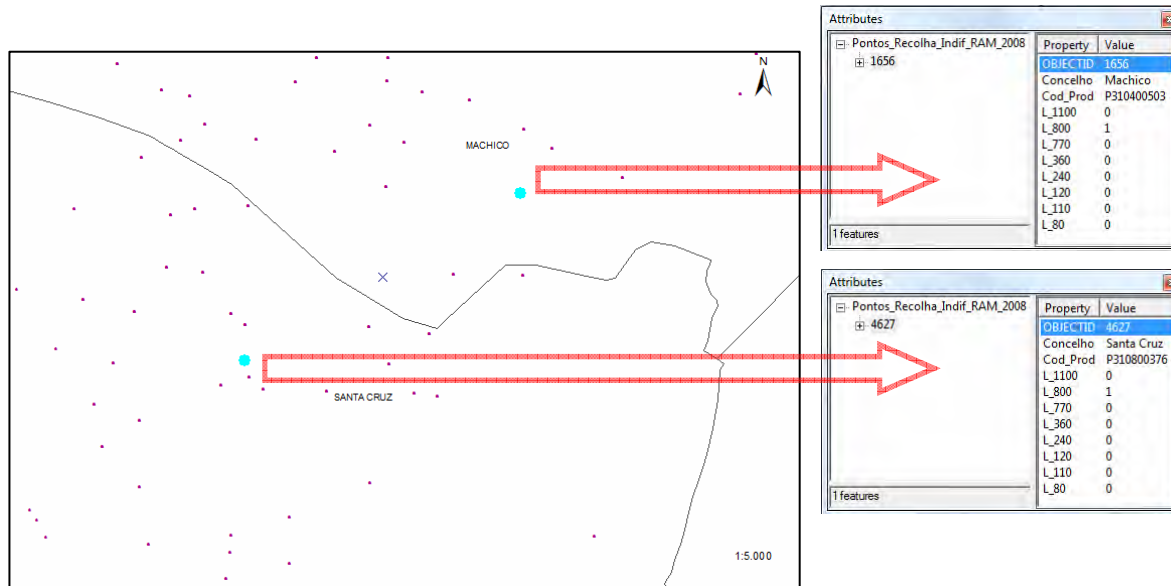 N
MACHICO
SANTA CRUZ
1:5.000
Attributes
Pontos_Recolha_Indif_RAM_2008
1656
Property Value
OBJECTID 1656
Concelho Machico
Cod_Prod P310400503
L_1100 0
L_800 1
L_770 0
L_360 0
L_240 0
L_120 0
L_110 0
L_80 0
1 features
Attributes
Pontos_Recolha_Indif_RAM_2008
4627
Property Value
OBJECTID 4627
Concelho Santa Cruz
Cod_Prod P310800376
L_1100 0
L_800 1
L_770 0
L_360 0
L_240 0
L_120 0
L_110 0
L_80 0
1 features